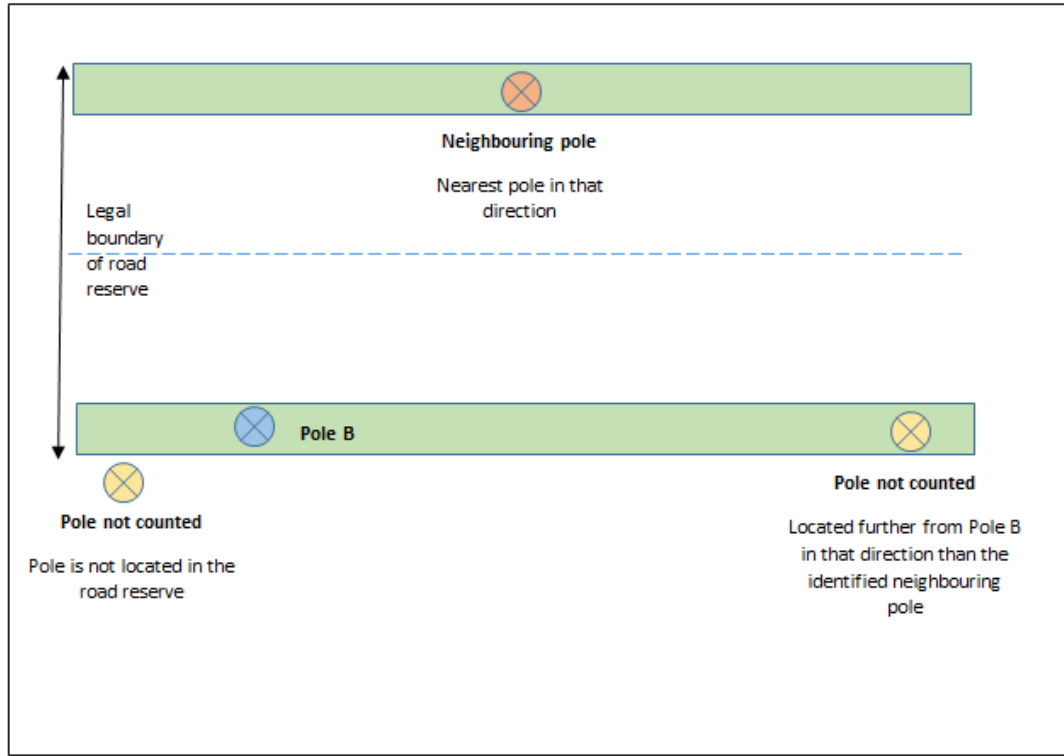 Neighbouring pole
Nearest pole in that
direction
Legal
boundary
of road
reserve
Pole B
Pole not counted
Pole is not located in the
road reserve
Pole not counted
Located further from Pole B
in that direction than the
identified neighbouring
pole